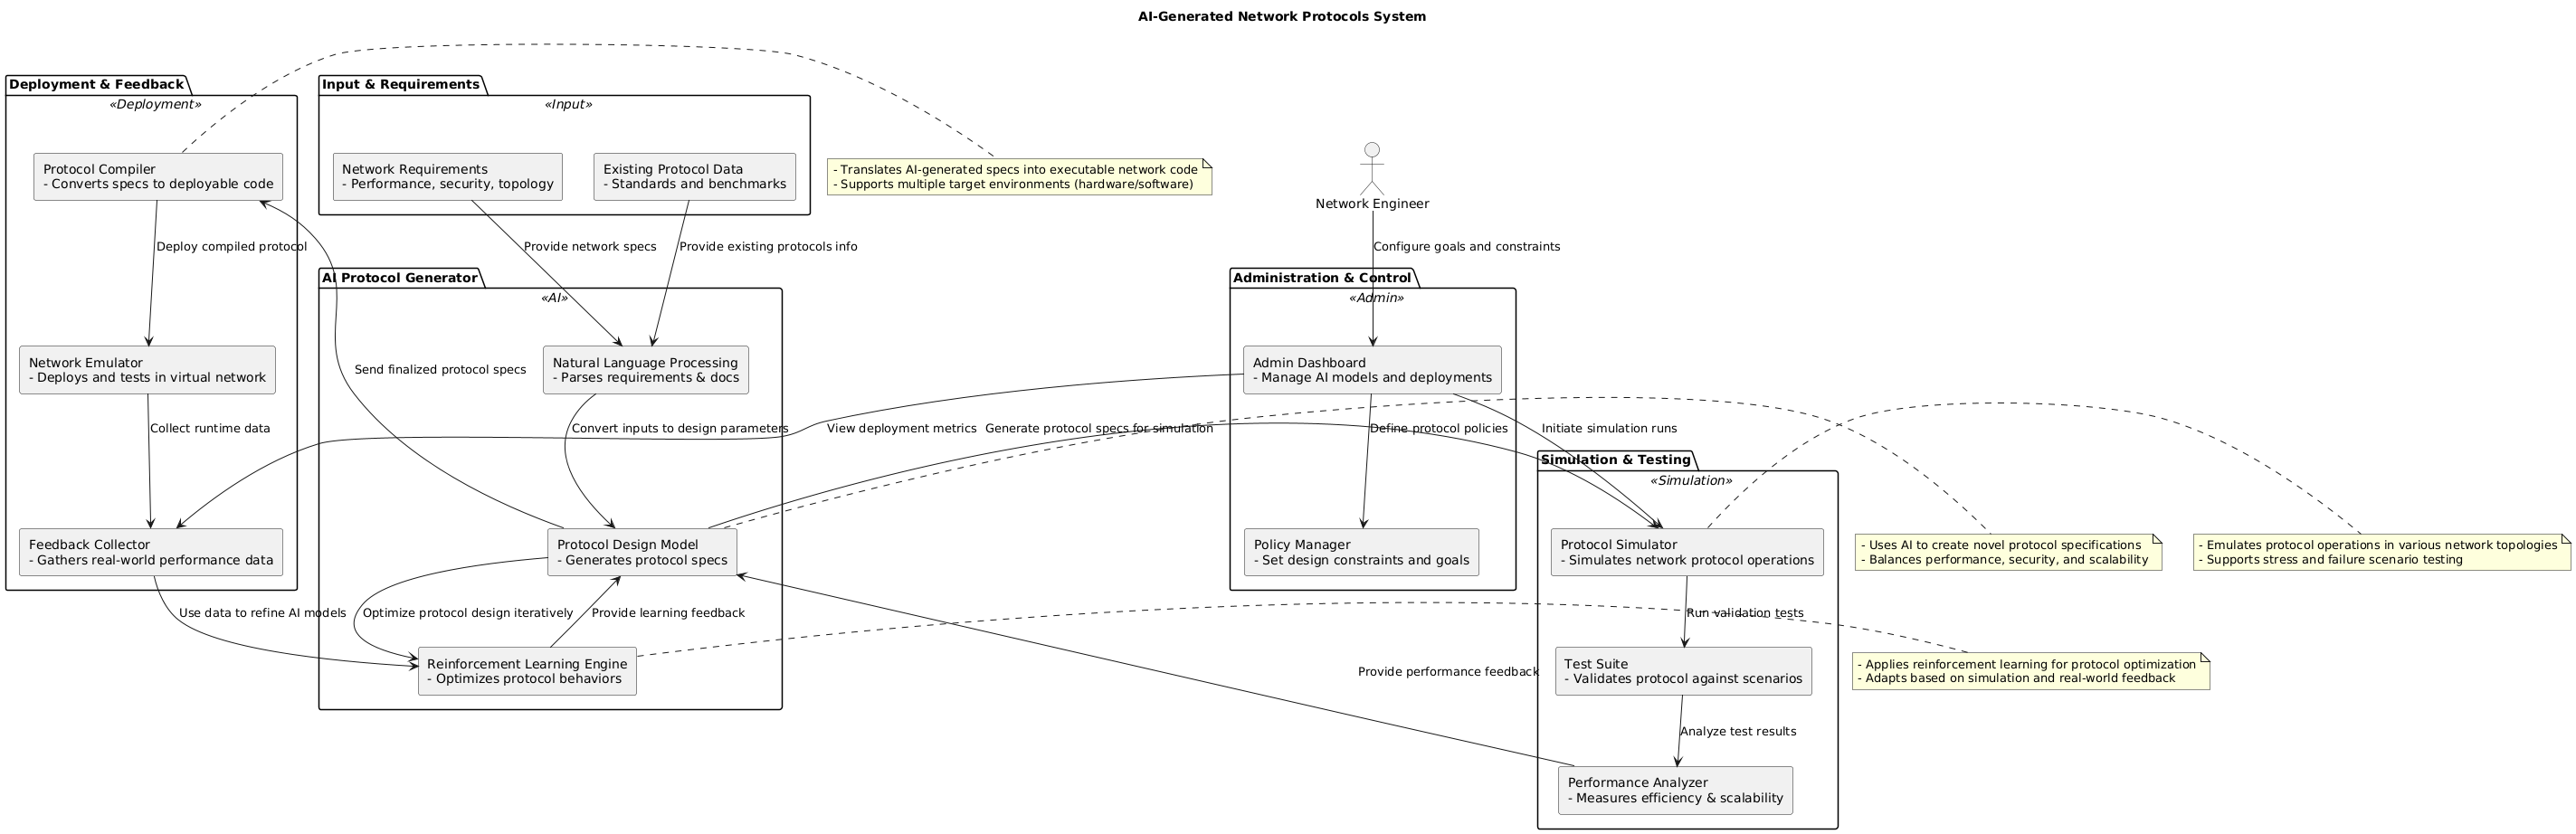 AI-Generated Network Protocols System
Deployment & Feedback
«Deployment»
Protocol Compiler
- Converts specs to deployable code
Deploy compiled protocol
Network Emulator
- Deploys and tests in virtual network
Collect runtime data
Feedback Collector
- Gathers real-world performance data
Use data to refine AI models
Input & Requirements
«Input»
Network Requirements
- Performance, security, topology
Existing Protocol Data
- Standards and benchmarks
Provide network specs
Provide existing protocols info
- Translates AI-generated specs into executable network code
- Supports multiple target environments (hardware/software)
AI Protocol Generator
«AI»
Send finalized protocol specs
Natural Language Processing
- Parses requirements & docs
Convert inputs to design parameters
Protocol Design Model
- Generates protocol specs
Optimize protocol design iteratively
Provide learning feedback
Reinforcement Learning Engine
- Optimizes protocol behaviors
View deployment metrics
Generate protocol specs for simulation
Network Engineer
Configure goals and constraints
Administration & Control
«Admin»
Admin Dashboard
- Manage AI models and deployments
Define protocol policies
Initiate simulation runs
Policy Manager
- Set design constraints and goals
Provide performance feedback
Simulation & Testing
«Simulation»
Protocol Simulator
- Simulates network protocol operations
Run validation tests
Test Suite
- Validates protocol against scenarios
Analyze test results
Performance Analyzer
- Measures efficiency & scalability
- Uses AI to create novel protocol specifications
- Balances performance, security, and scalability
- Emulates protocol operations in various network topologies
- Supports stress and failure scenario testing
- Applies reinforcement learning for protocol optimization
- Adapts based on simulation and real-world feedback